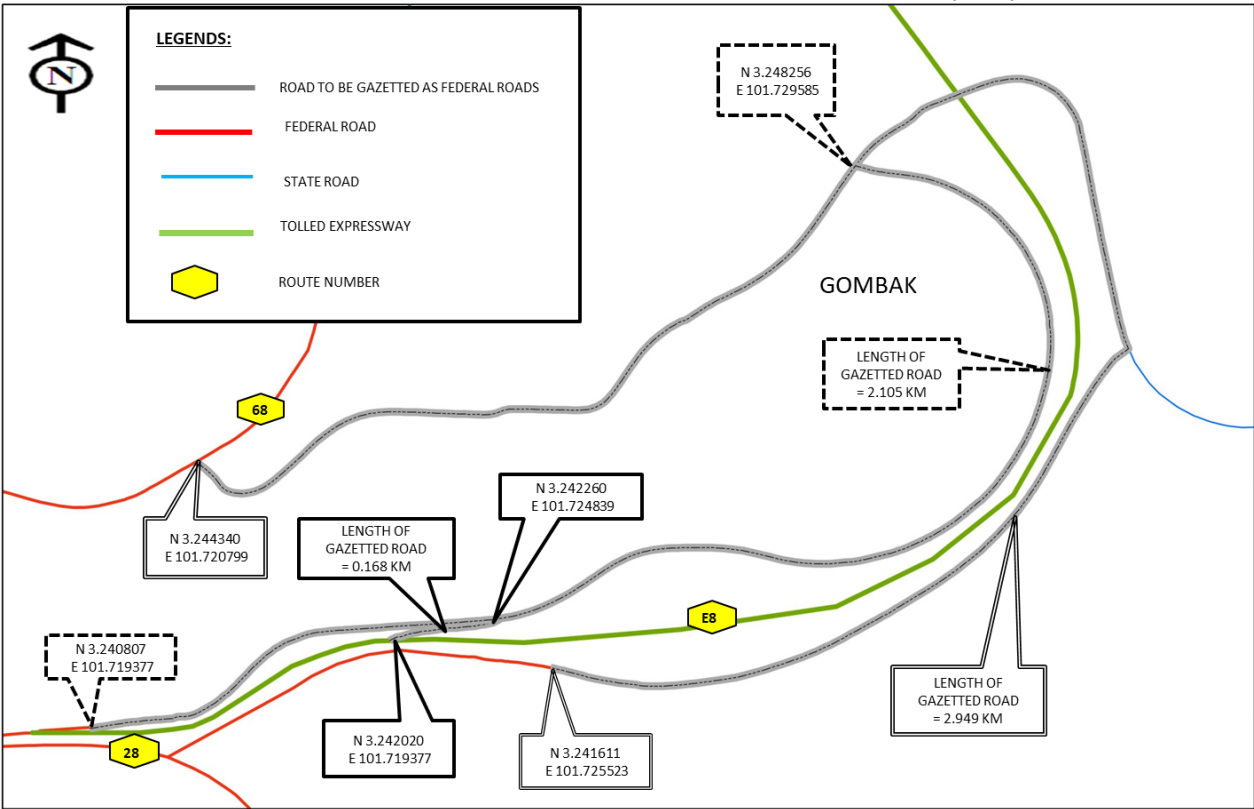 N
LEGENDS:
ROAD TO BE GAZETTED AS FEDERAL ROADS
FEDERAL ROAD
STATE ROAD
TOLLED EXPRESSWAY
ROUTE NUMBER
N 3.248256
E 101.729585
GOMBAK
LENGTH OF
GAZETTED ROAD
= 2.105 KM
68
N 3.244340
E 101.720799
LENGTH OF
GAZETTED ROAD
= 0.168 KM
N 3.242260
E 101.724839
E8
N 3.240807
E 101.719377
28
N 3.242020
E 101.719377
N 3.241611
E 101.725523
LENGTH OF
GAZETTED ROAD
= 2.949 KM